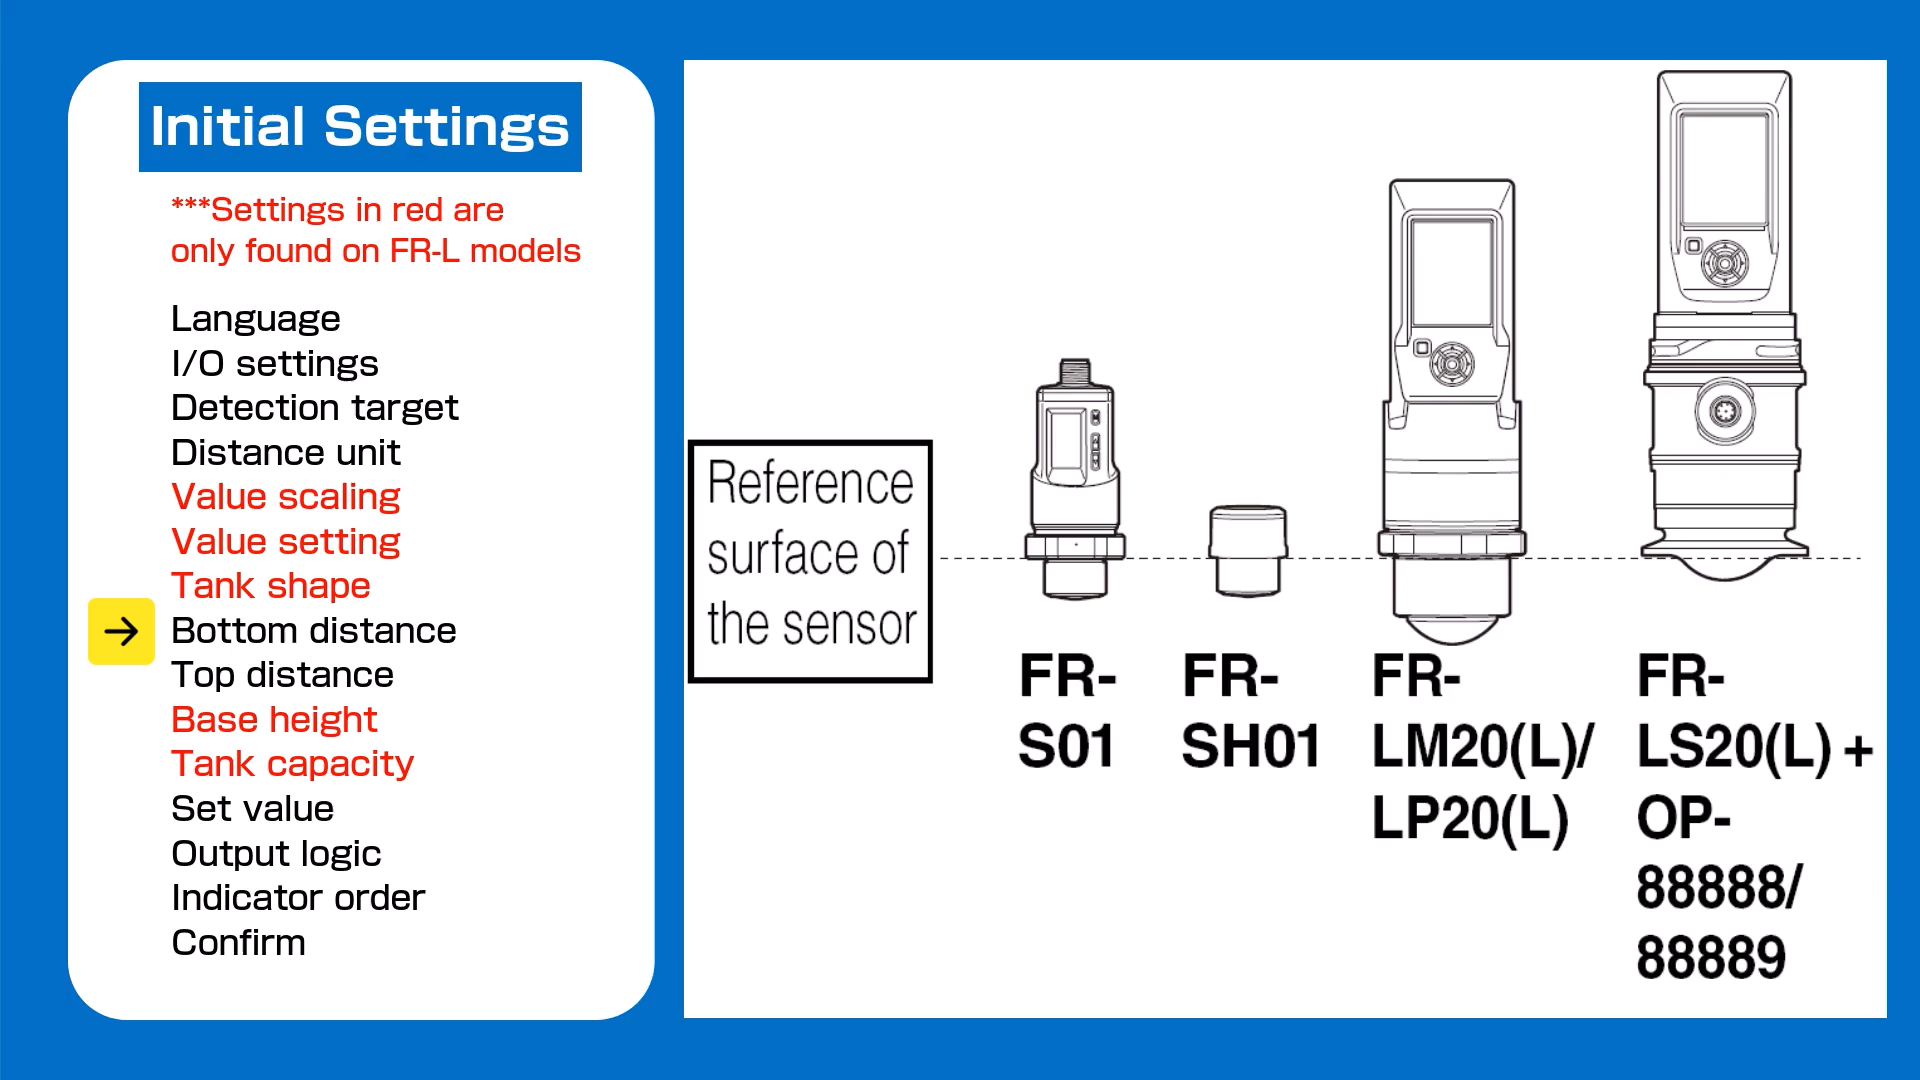 Initial Settings
***Settings in red are
only found on FR-L models
Language
I/O settings
Detection target
Distance unit
Value scaling
Value setting
Tank shape
Bottom distance
Top distance
Base height
Tank capacity
Set value
Output logic
Indicator order
Confirm
Reference
surface of
the sensor
FR-
S01
FR-
SH01
FR-
LM20(L)/
LP20(L)
FR-
LS20(L) +
OP-
88888/
88889